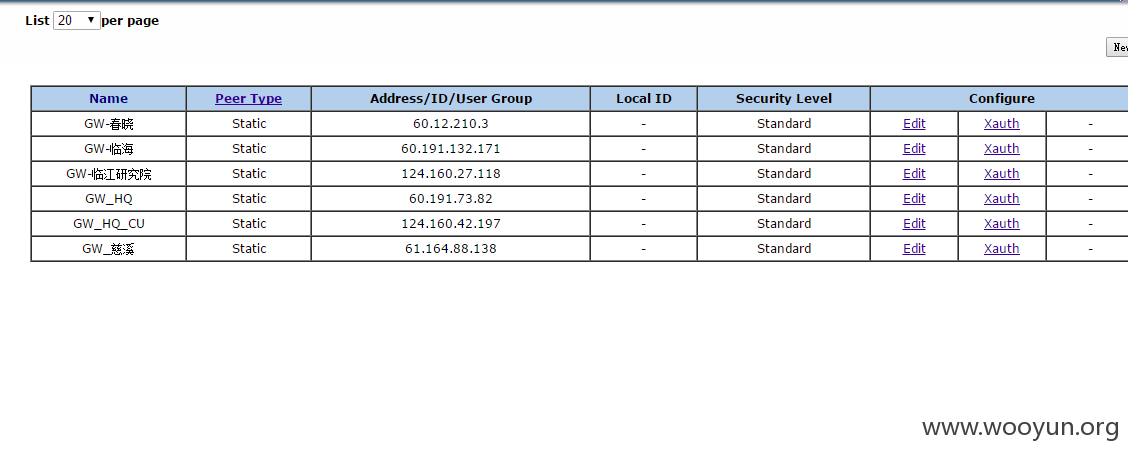 List 20 per page
New
Name Peer Type Address/ID/User Group Local ID Security Level Configure
GW-春晓 Static 60.12.210.3 - Standard Edit Xauth -
GW-临海 Static 60.191.132.171 - Standard Edit Xauth -
GW-临江研究院 Static 124.160.27.118 - Standard Edit Xauth -
GW_HQ Static 60.191.73.82 - Standard Edit Xauth -
GW_HQ_CU Static 124.160.42.197 - Standard Edit Xauth -
GW_慈溪 Static 61.164.88.138 - Standard Edit Xauth -
www.wooyun.org